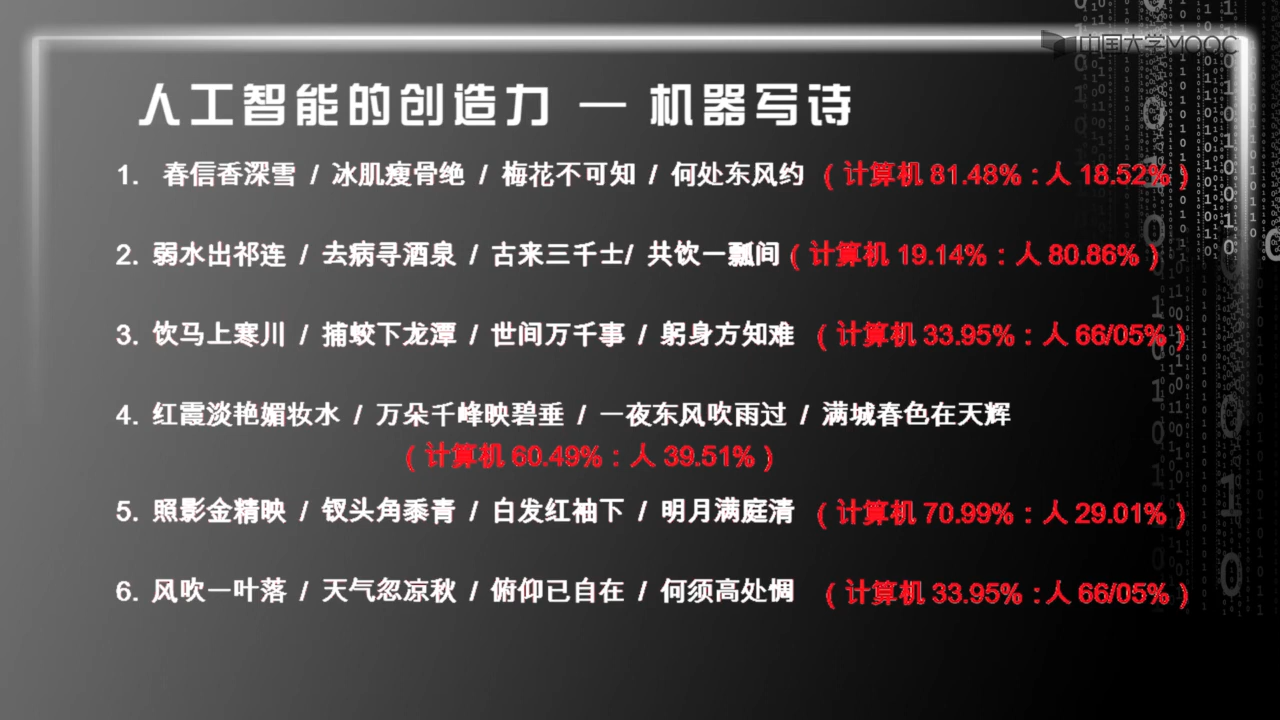 中国大学MOOC
人工智能的创造力 — 机器写诗
1. 春信香深雪 / 冰肌瘦骨绝 / 梅花不可知 / 何处东风约 (计算机 81.48% : 人 18.52%)
2. 弱水出祁连 / 去病寻酒泉 / 古来三千士/ 共饮一瓢间 (计算机 19.14% : 人 80.86%)
3. 饮马上寒川 / 捕蛟下龙潭 / 世间万千事 / 躬身方知难 (计算机 33.95% : 人 66/05%)
4. 红霞淡艳媚妆水 / 万朵千峰映碧垂 / 一夜东风吹雨过 / 满城春色在天辉
(计算机 60.49% : 人 39.51%)
5. 照影金精映 / 钗头角黍青 / 白发红袖下 / 明月满庭清 (计算机 70.99% : 人 29.01%)
6. 风吹一叶落 / 天气忽凉秋 / 俯仰已自在 / 何须高处惆 (计算机 33.95% : 人 66/05%)